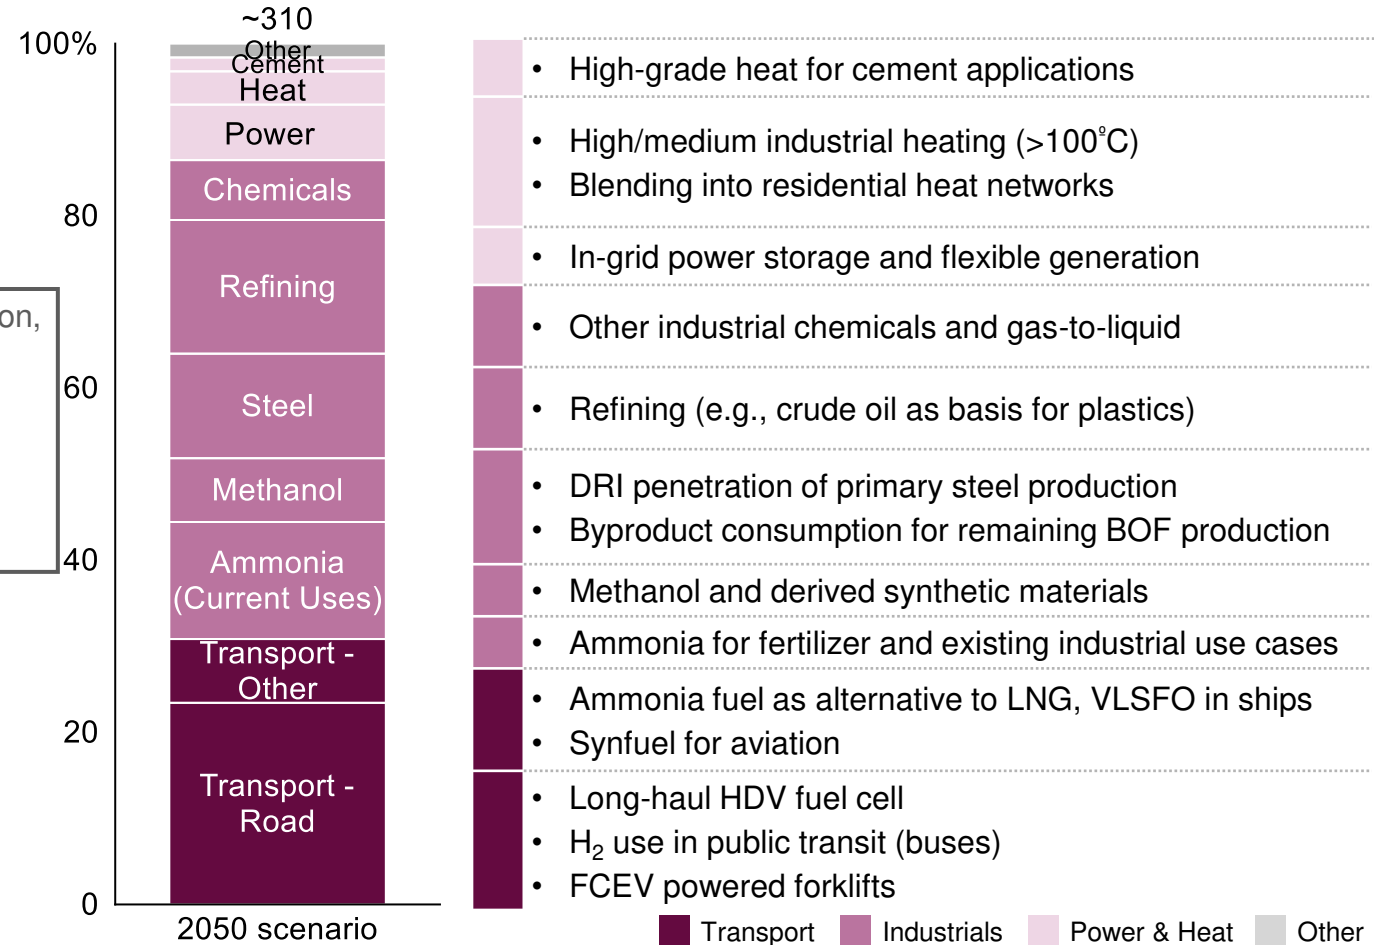 ~310
100%
80
60
40
20
0
on,
Other
Cement
Heat
Power
Chemicals
Refining
Steel
Methanol
Ammonia
(Current Uses)
Transport -
Other
Transport -
Road
2050 scenario
• High-grade heat for cement applications
• High/medium industrial heating (>100°C)
• Blending into residential heat networks
• In-grid power storage and flexible generation
• Other industrial chemicals and gas-to-liquid
• Refining (e.g., crude oil as basis for plastics)
• DRI penetration of primary steel production
• Byproduct consumption for remaining BOF production
• Methanol and derived synthetic materials
• Ammonia for fertilizer and existing industrial use cases
• Ammonia fuel as alternative to LNG, VLSFO in ships
• Synfuel for aviation
• Long-haul HDV fuel cell
• H₂ use in public transit (buses)
• FCEV powered forklifts
Transport
Industrials
Power & Heat
Other